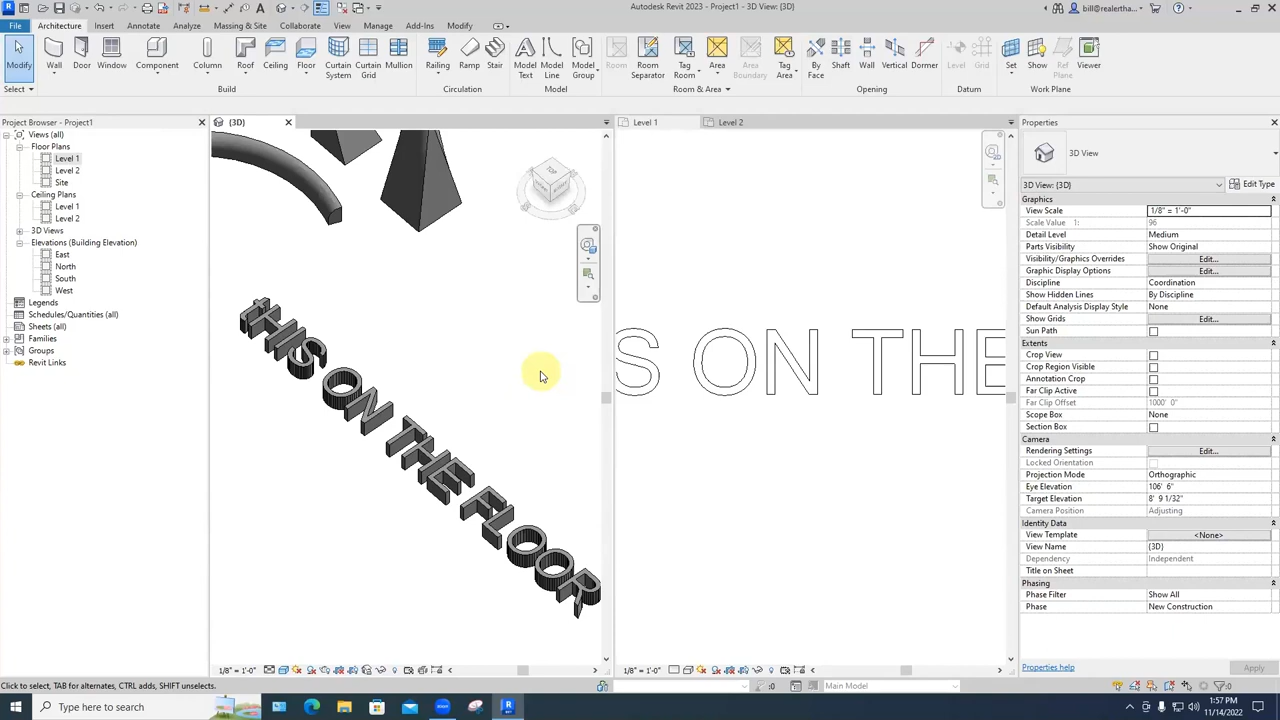 Autodesk Revit 2023 - Project1 - 3D View: {3D}
bill@realertha...
File Architecture Insert Annotate Analyze Massing & Site Collaborate View Manage Add-Ins Modify
Modify Wall Door Window Component Column Roof Ceiling Floor Curtain System Curtain Grid Mullion Railing Ramp Stair Model Text Model Line Model Group Room Room Separator Tag Room Area Area Boundary Tag Area By Face Shaft Wall Vertical Dormer Level Grid Set Show Ref Plane Viewer
Select Build Circulation Model Room & Area Opening Datum Work Plane
Project Browser - Project1
Views (all)
Floor Plans
Level 1
Level 2
Site
Ceiling Plans
Level 1
Level 2
3D Views
Elevations (Building Elevation)
East
North
South
West
Legends
Schedules/Quantities (all)
Sheets (all)
Families
Groups
Revit Links
{3D}
TOP
tHIS ON THE FLOOR
1/8" = 1'-0"
Level 1 Level 2
S ON THE
1/8" = 1'-0"
Properties
3D View
3D View: {3D} Edit Type
Graphics
View Scale 1/8" = 1'-0"
Scale Value 1: 96
Detail Level Medium
Parts Visibility Show Original
Visibility/Graphics Overrides Edit...
Graphic Display Options Edit...
Discipline Coordination
Show Hidden Lines By Discipline
Default Analysis Display Style None
Show Grids Edit...
Sun Path
Extents
Crop View
Crop Region Visible
Annotation Crop
Far Clip Active
Far Clip Offset 1000' 0"
Scope Box None
Section Box
Camera
Rendering Settings Edit...
Locked Orientation
Projection Mode Orthographic
Eye Elevation 106' 6"
Target Elevation 8' 9 1/32"
Camera Position Adjusting
Identity Data
View Template <None>
View Name {3D}
Dependency Independent
Title on Sheet
Phasing
Phase Filter Show All
Phase New Construction
Properties help Apply
Click to select, TAB for alternates, CTRL adds, SHIFT unselects.
:0 Main Model :0
Type here to search
1:57 PM
11/14/2022